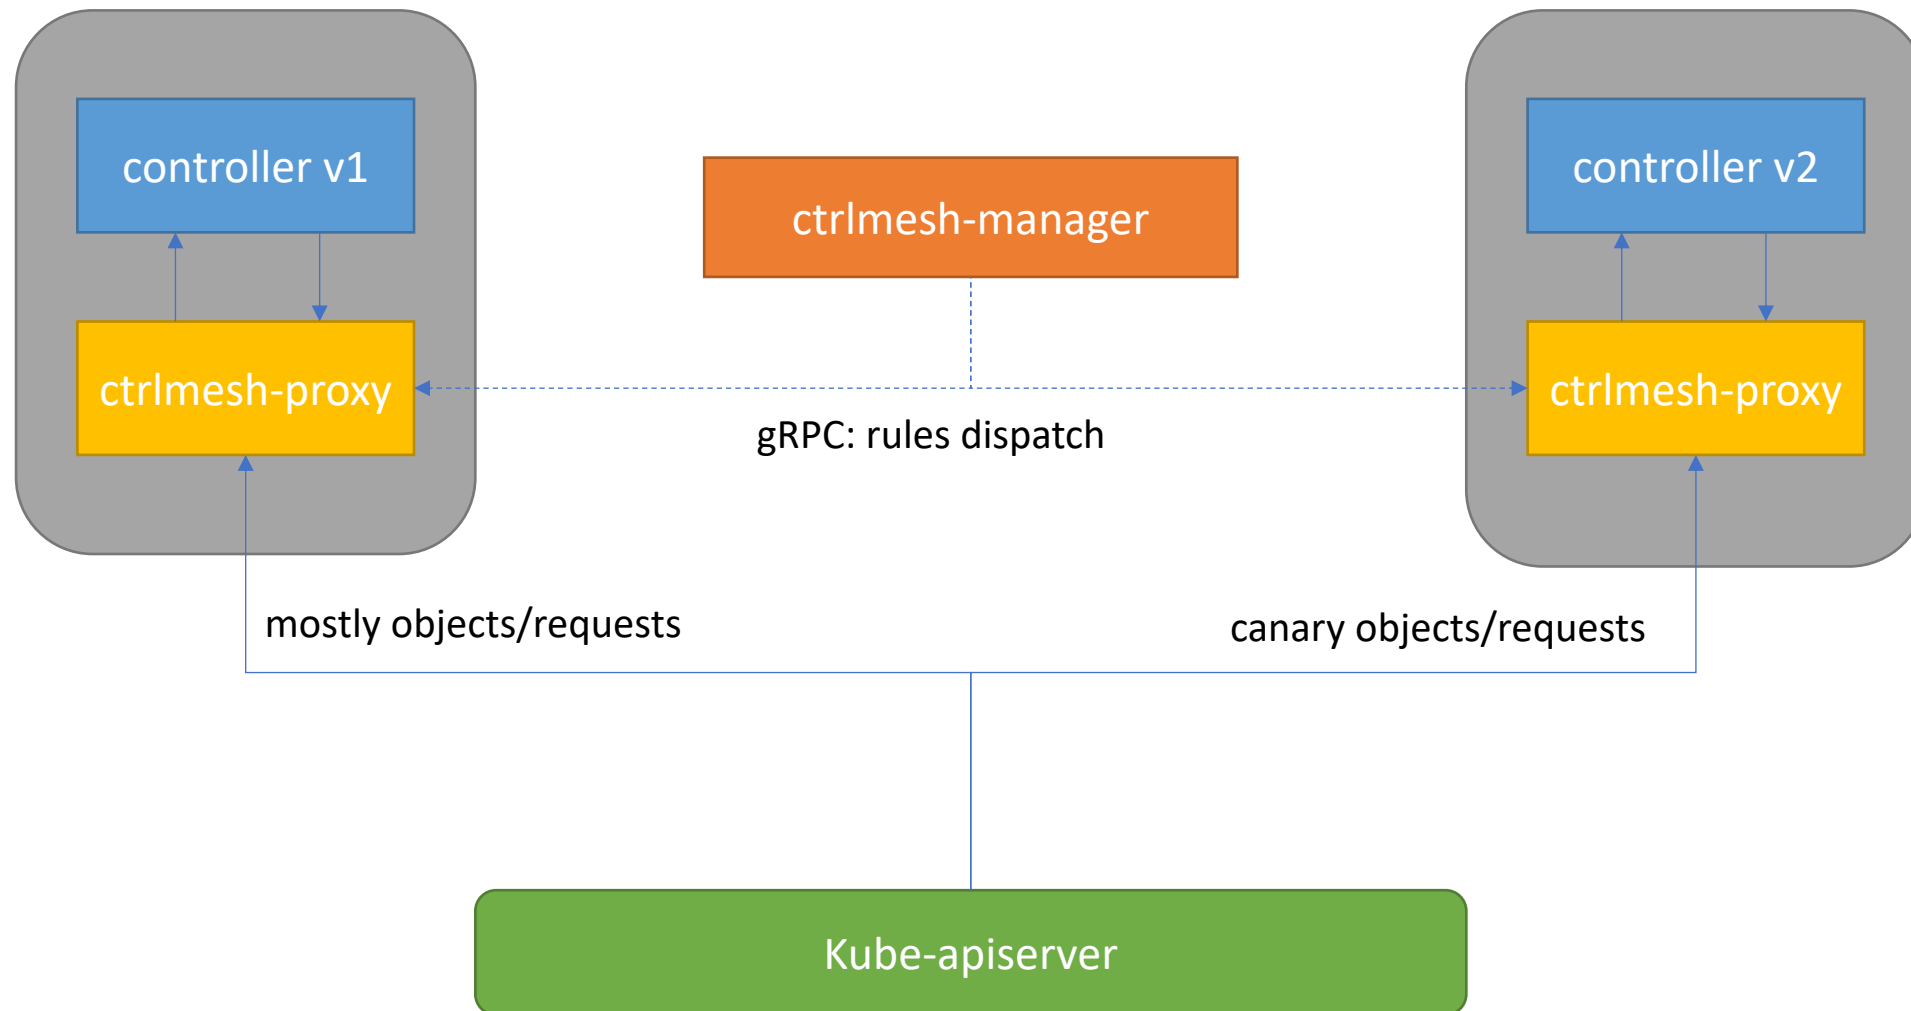 controller v1
controller v2
ctrlmesh-manager
ctrlmesh-proxy
ctrlmesh-proxy
gRPC: rules dispatch
mostly objects/requests
canary objects/requests
Kube-apiserver